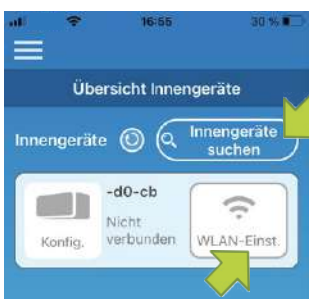 16:55 30 %
Übersicht Innengeräte
Innengeräte
Innengeräte
suchen
-d0-cb
Nicht
verbunden
Konfig.
WLAN-Einst.